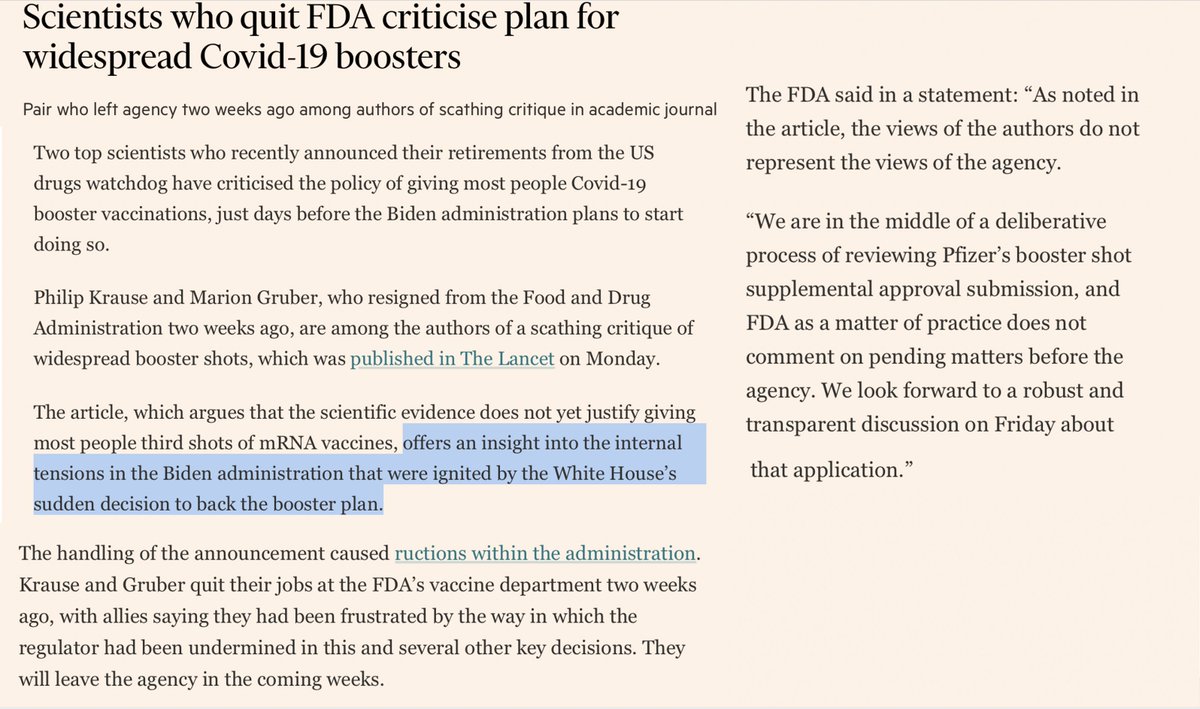 Scientists who quit FDA criticise plan for
widespread Covid-19 boosters
Pair who left agency two weeks ago among authors of scathing critique in academic journal
Two top scientists who recently announced their retirements from the US
drugs watchdog have criticised the policy of giving most people Covid-19
booster vaccinations, just days before the Biden administration plans to start
doing so.
Philip Krause and Marion Gruber, who resigned from the Food and Drug
Administration two weeks ago, are among the authors of a scathing critique of
widespread booster shots, which was published in The Lancet on Monday.
The article, which argues that the scientific evidence does not yet justify giving
most people third shots of mRNA vaccines, offers an insight into the internal
tensions in the Biden administration that were ignited by the White House’s
sudden decision to back the booster plan.
The handling of the announcement caused ructions within the administration.
Krause and Gruber quit their jobs at the FDA’s vaccine department two weeks
ago, with allies saying they had been frustrated by the way in which the
regulator had been undermined in this and several other key decisions. They
will leave the agency in the coming weeks.
The FDA said in a statement: “As noted in
the article, the views of the authors do not
represent the views of the agency.
“We are in the middle of a deliberative
process of reviewing Pfizer’s booster shot
supplemental approval submission, and
FDA as a matter of practice does not
comment on pending matters before the
agency. We look forward to a robust and
transparent discussion on Friday about
that application.”